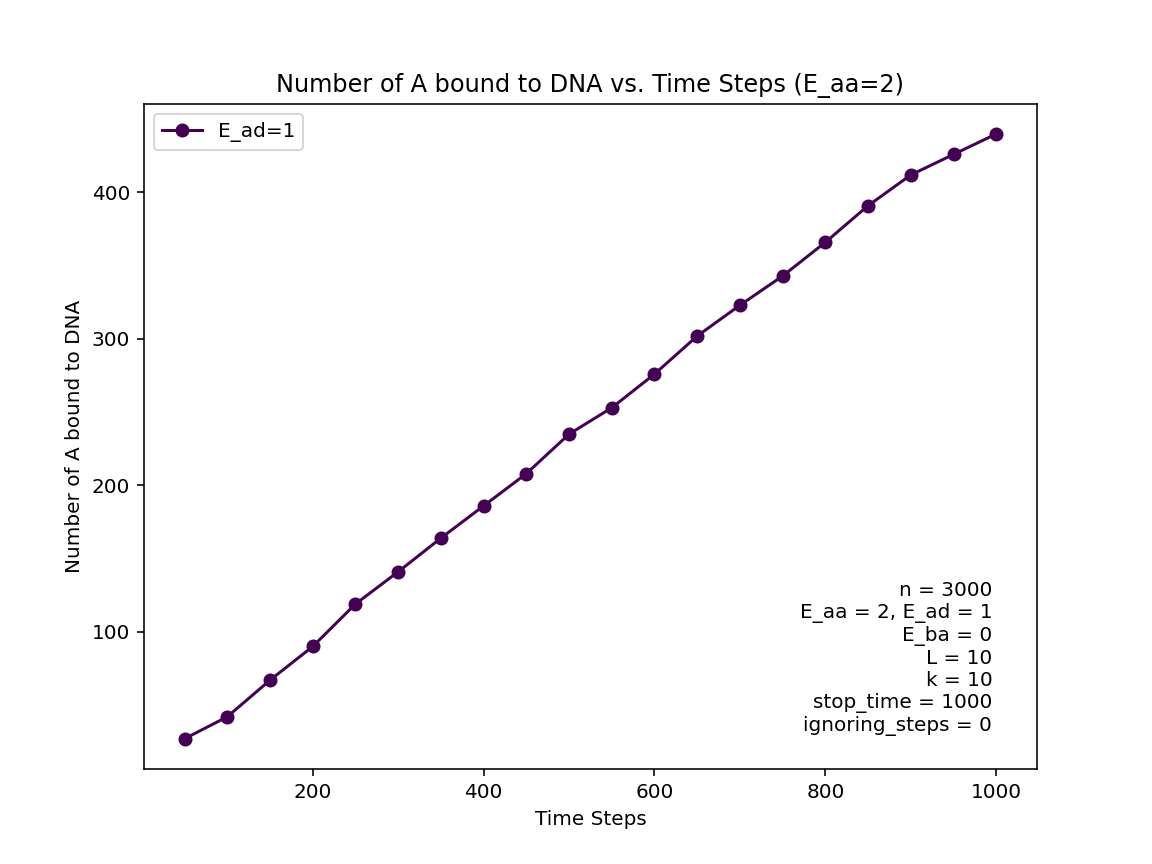 Number of A bound to DNA vs. Time Steps (E_aa=2)
E_ad=1
400
300
200
100
Number of A bound to DNA
n = 3000
E_aa = 2, E_ad = 1
E_ba = 0
L = 10
k = 10
stop_time = 1000
ignoring_steps = 0
200 400 600 800 1000
Time Steps